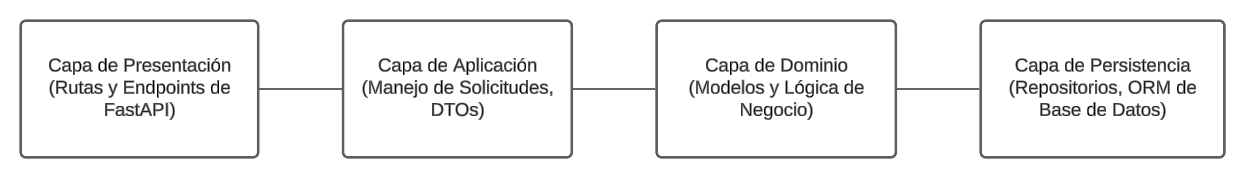 Capa de Presentación
(Rutas y Endpoints de
FastAPI)
Capa de Aplicación
(Manejo de Solicitudes,
DTOs)
Capa de Dominio
(Modelos y Lógica de
Negocio)
Capa de Persistencia
(Repositorios, ORM de
Base de Datos)